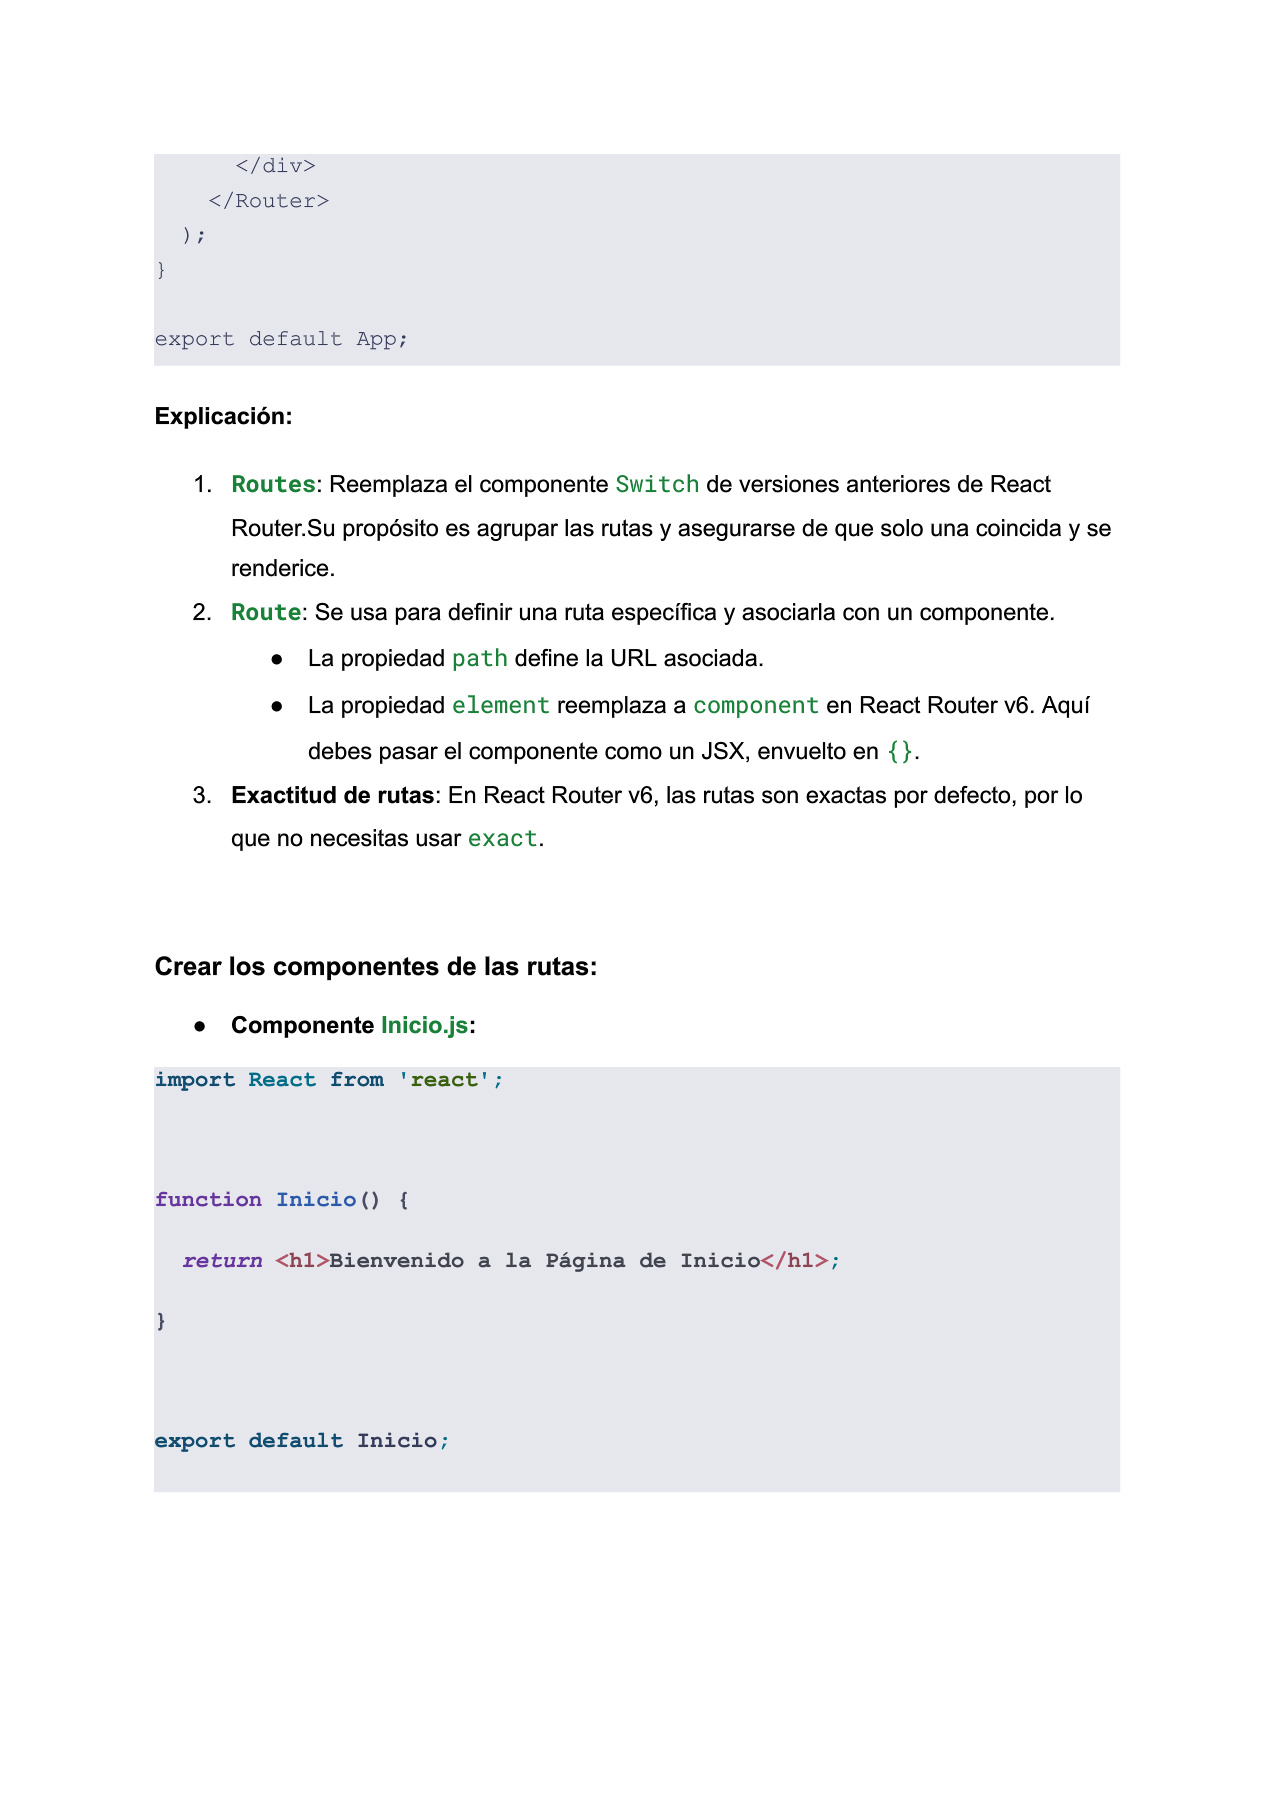 </div>
    </Router>
  );
}
export default App;
Explicación:
1. Routes: Reemplaza el componente Switch de versiones anteriores de React
Router.Su propósito es agrupar las rutas y asegurarse de que solo una coincida y se
renderice.
2. Route: Se usa para definir una ruta específica y asociarla con un componente.
● La propiedad path define la URL asociada.
● La propiedad element reemplaza a component en React Router v6. Aquí
debes pasar el componente como un JSX, envuelto en {}.
3. Exactitud de rutas: En React Router v6, las rutas son exactas por defecto, por lo
que no necesitas usar exact.
Crear los componentes de las rutas:
● Componente Inicio.js:
import React from 'react';
function Inicio() {
  return <h1>Bienvenido a la Página de Inicio</h1>;
}
export default Inicio;